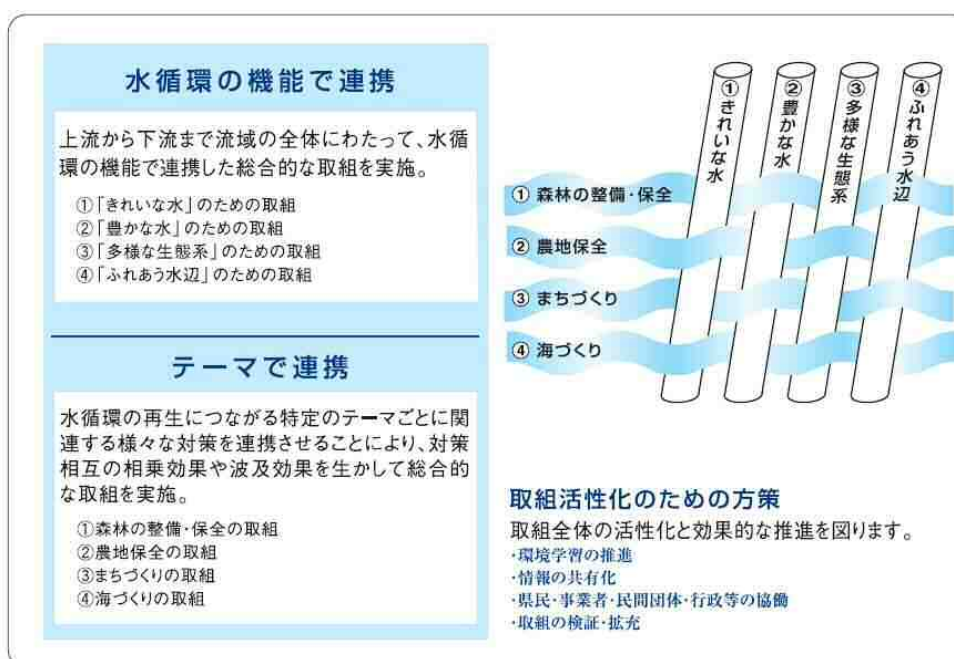 水循環の機能で連携
上流から下流まで流域の全体にわたって、水循
環の機能で連携した総合的な取組を実施。
①「きれいな水」のための取組
②「豊かな水」のための取組
③「多様な生態系」のための取組
④「ふれあう水辺」のための取組
テーマで連携
水循環の再生につながる特定のテーマごとに関
連する様々な対策を連携させることにより、対策
相互の相乗効果や波及効果を生かして総合的
な取組を実施。
①森林の整備・保全の取組
②農地保全の取組
③まちづくりの取組
④海づくりの取組
①きれいな水
②豊かな水
③多様な生態系
④ふれあう水辺
① 森林の整備・保全
② 農地保全
③ まちづくり
④ 海づくり
取組活性化のための方策
取組全体の活性化と効果的な推進を図ります。
・環境学習の推進
・情報の共有化
・県民・事業者・民間団体・行政等の協働
・取組の検証・拡充